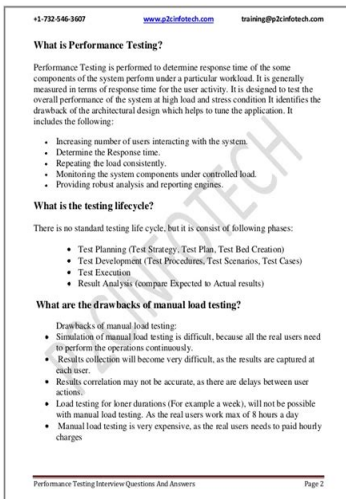 +1-732-546-3607 www.p2cinfotech.com training@p2cinfotech.com
What is Performance Testing?
Performance Testing is performed to determine response time of the some
components of the system perform under a particular workload. It is generally
measured in terms of response time for the user activity. It is designed to test the
overall performance of the system at high load and stress condition It identifies the
drawback of the architectural design which helps to tune the application. It
includes the following:
• Increasing number of users interacting with the system.
• Determine the Response time.
• Repeating the load consistently.
• Monitoring the system components under controlled load.
• Providing robust analysis and reporting engines.
What is the testing lifecycle?
There is no standard testing life cycle, but it is consist of following phases:
• Test Planning (Test Strategy, Test Plan, Test Bed Creation)
• Test Development (Test Procedures, Test Scenarios, Test Cases)
• Test Execution
• Result Analysis (compare Expected to Actual results)
What are the drawbacks of manual load testing?
Drawbacks of manual load testing:
• Simulation of manual load testing is difficult, because all the real users need
to perform the operations continuously.
• Results collection will become very difficult, as the results are captured at
each user.
• Results correlation may not be accurate, as there are delays between user
actions.
• Load testing for loner durations (For example a week), will not be possible
with manual load testing. As the real users work max of 8 hours a day
• Manual load testing is very expensive, as the real users needs to paid hourly
charges
P2CINFOTECH
Performance Testing Interview Questions And Answers Page 2